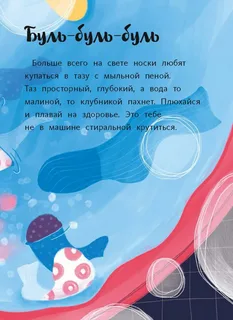 Буль-буль-буль
Больше всего на свете носки любят
купаться в тазу с мыльной пеной.
Таз просторный, глубокий, а вода то
малиной, то клубникой пахнет. Плюхайся
и плавай на здоровье. Это тебе
не в машине стиральной крутиться.